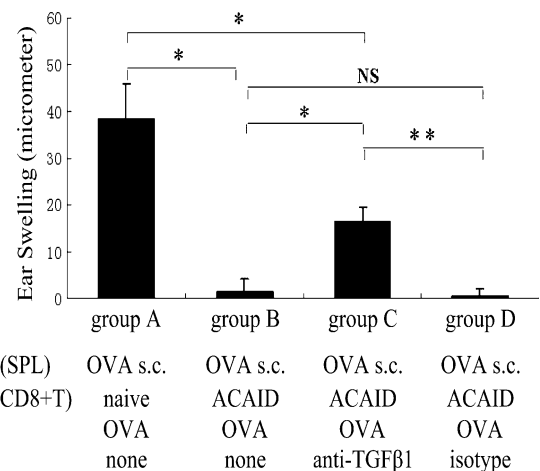 60
*
*
50
NS
40
*
**
30
20
10
0
Ear Swelling (micrometer)
group A group B group C group D
(SPL) OVA s.c. OVA s.c. OVA s.c. OVA s.c.
CD8+T) naive ACAID ACAID ACAID
OVA OVA OVA OVA
none none anti-TGFβ1 isotype